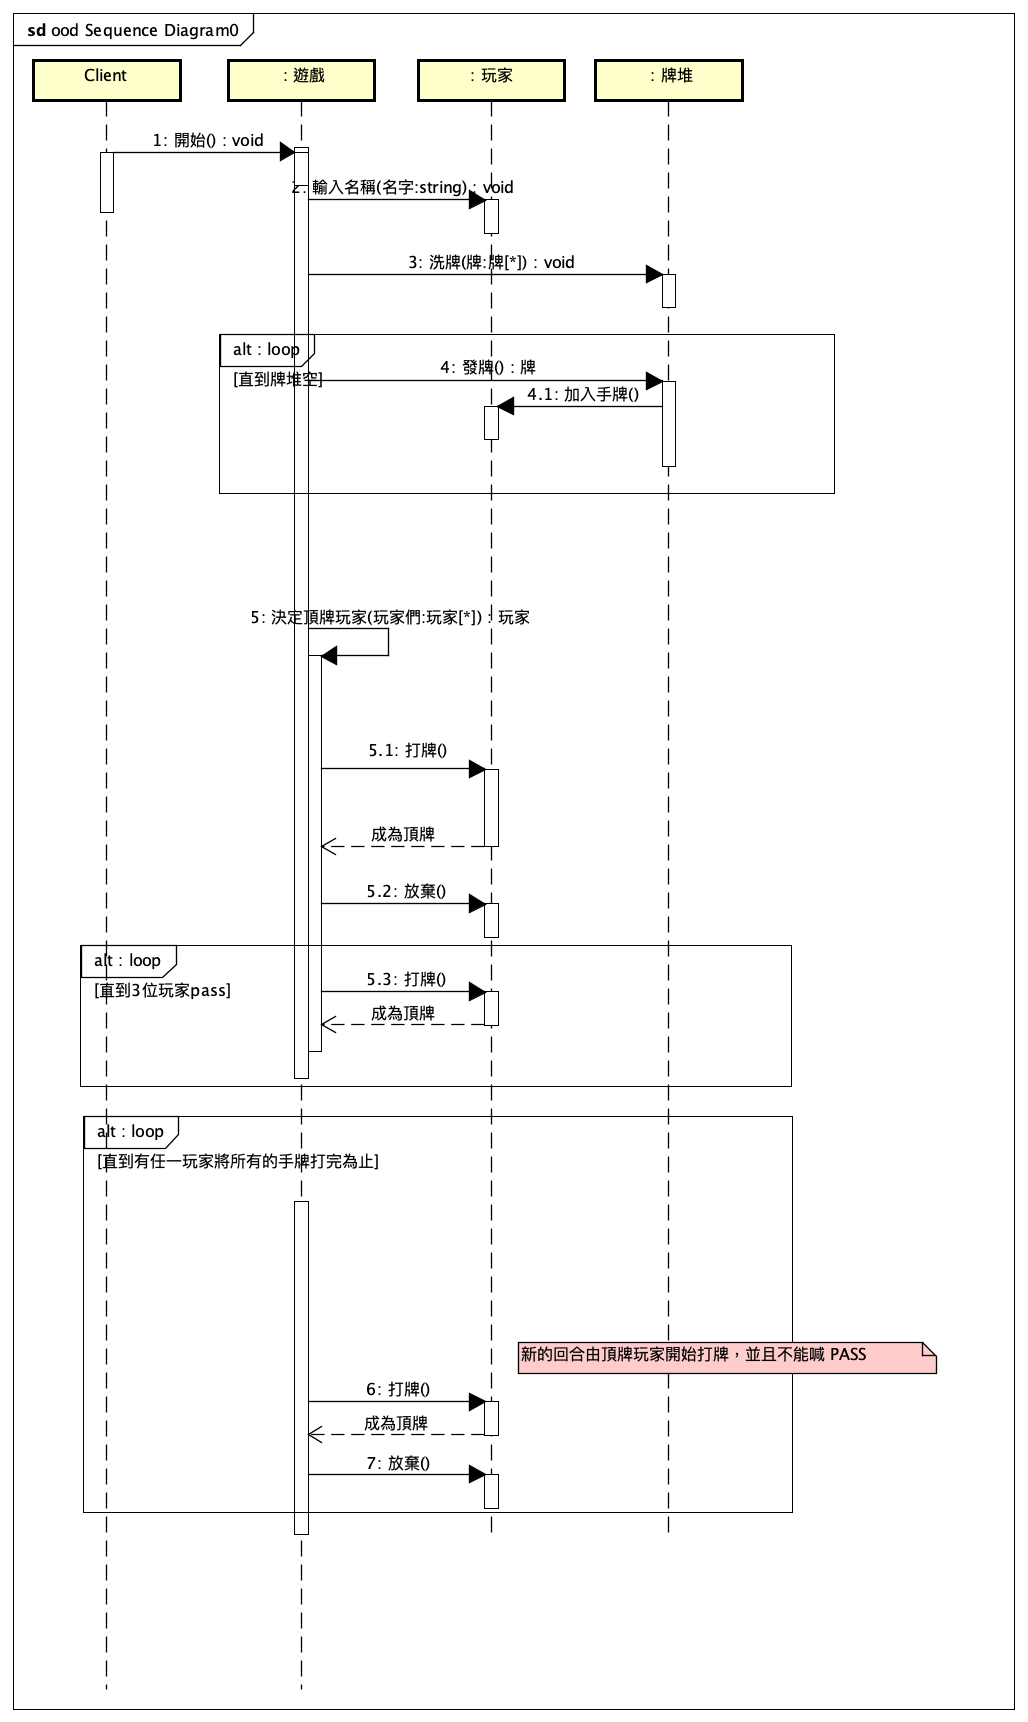 sd ood Sequence Diagram0
Client
: 遊戲
: 玩家
: 牌堆
1: 開始() : void
2: 輸入名稱(名字:string) : void
3: 洗牌(牌:牌[*]) : void
alt : loop
[直到牌堆空]
4: 發牌() : 牌
4.1: 加入手牌()
5: 決定頂牌玩家(玩家們:玩家[*]) : 玩家
5.1: 打牌()
成為頂牌
5.2: 放棄()
alt : loop
[直到3位玩家pass]
5.3: 打牌()
成為頂牌
alt : loop
[直到有任一玩家將所有的手牌打完為止]
新的回合由頂牌玩家開始打牌，並且不能喊 PASS
6: 打牌()
成為頂牌
7: 放棄()